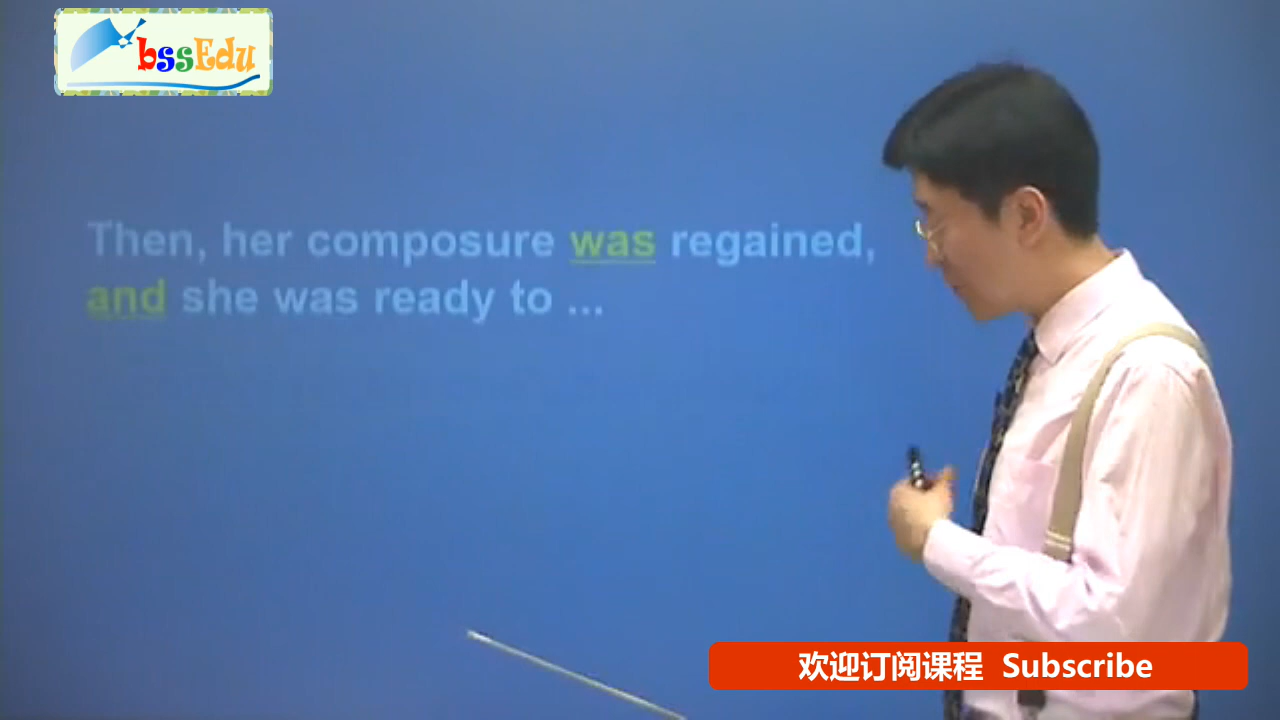 bssEdu
Then, her composure was regained,
and she was ready to ...
欢迎订阅课程 Subscribe